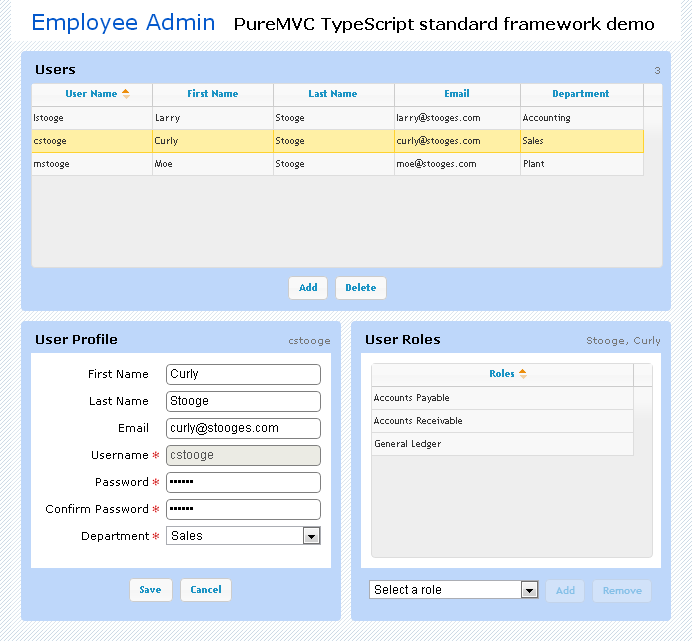 Employee Admin PureMVC TypeScript standard framework demo
Users 3
User Name First Name Last Name Email Department
lstooge Larry Stooge larry@stooges.com Accounting
cstooge Curly Stooge curly@stooges.com Sales
mstooge Moe Stooge moe@stooges.com Plant
Add Delete
User Profile cstooge
First Name Curly
Last Name Stooge
Email curly@stooges.com
Username * cstooge
Password * ••••••
Confirm Password * ••••••
Department * Sales
Save Cancel
User Roles Stooge, Curly
Roles
Accounts Payable
Accounts Receivable
General Ledger
Select a role Add Remove